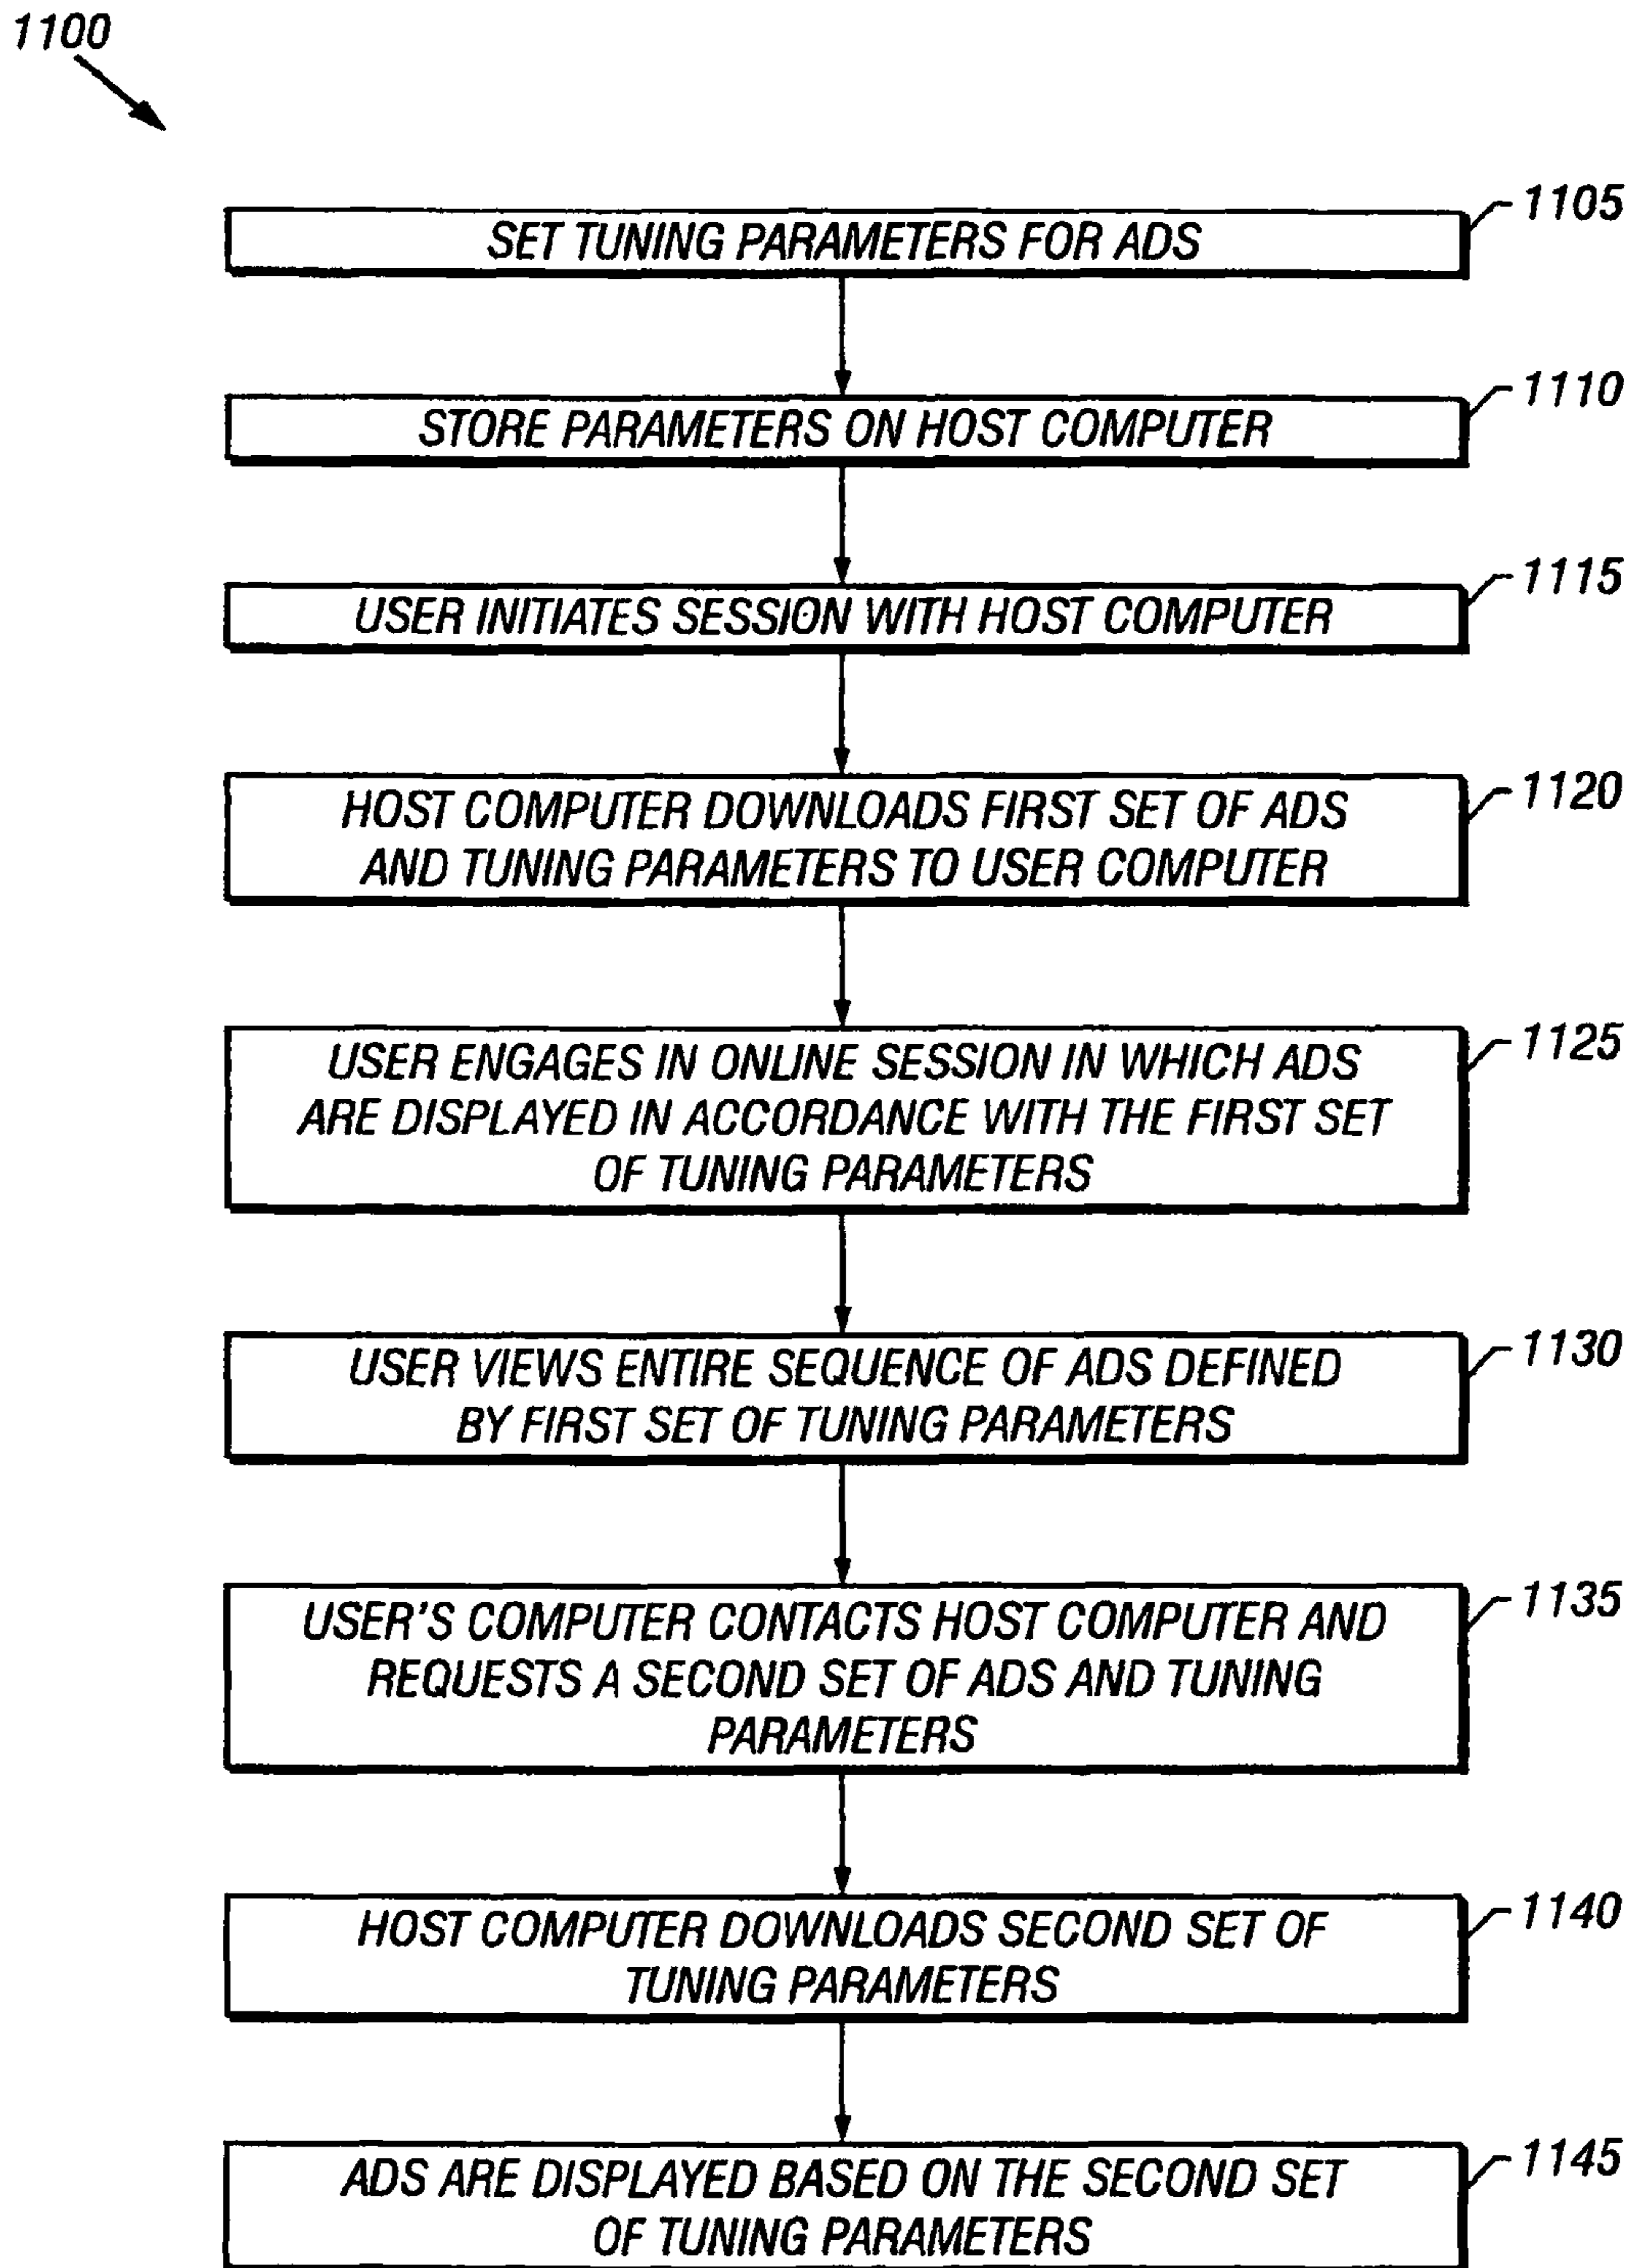 1100
SET TUNING PARAMETERS FOR ADS
1105
STORE PARAMETERS ON HOST COMPUTER
1110
USER INITIATES SESSION WITH HOST COMPUTER
1115
HOST COMPUTER DOWNLOADS FIRST SET OF ADS
AND TUNING PARAMETERS TO USER COMPUTER
1120
USER ENGAGES IN ONLINE SESSION IN WHICH ADS
ARE DISPLAYED IN ACCORDANCE WITH THE FIRST SET
OF TUNING PARAMETERS
1125
USER VIEWS ENTIRE SEQUENCE OF ADS DEFINED
BY FIRST SET OF TUNING PARAMETERS
1130
USER'S COMPUTER CONTACTS HOST COMPUTER AND
REQUESTS A SECOND SET OF ADS AND TUNING
PARAMETERS
1135
HOST COMPUTER DOWNLOADS SECOND SET OF
TUNING PARAMETERS
1140
ADS ARE DISPLAYED BASED ON THE SECOND SET
OF TUNING PARAMETERS
1145